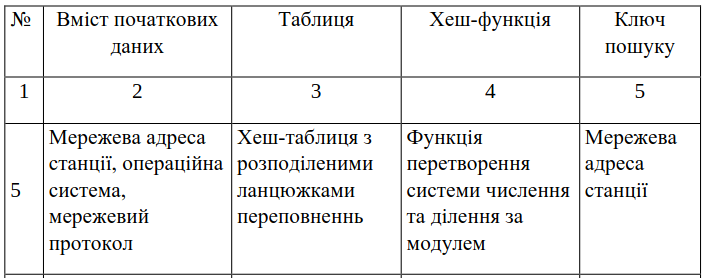 № Вміст початкових даних Таблиця Хеш-функція Ключ пошуку
1 2 3 4 5
5 Мережева адреса станції, операційна система, мережевий протокол Хеш-таблиця з розподіленими ланцюжками переповненнь Функція перетворення системи числення та ділення за модулем Мережева адреса станції